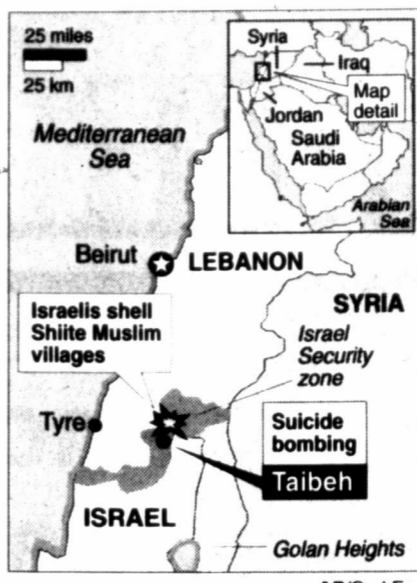 25 miles
25 km
Mediterranean
Sea
Syria
Iraq
Map
detail
Jordan
Saudi
Arabia
Arabian
Sea
Beirut
LEBANON
SYRIA
Israelis shell
Shiite Muslim
villages
Israel
Security
zone
Tyre
Suicide
bombing
Taibeh
ISRAEL
Golan Heights